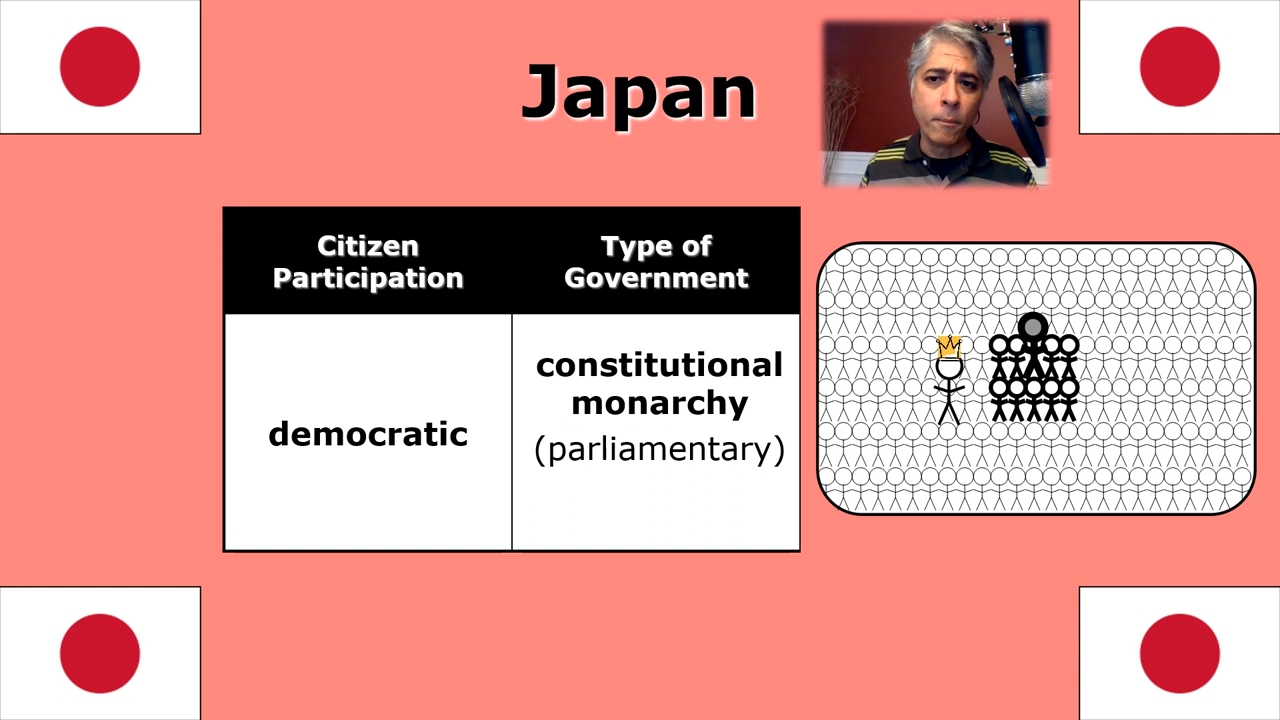 Japan
Citizen
Participation
Type of
Government
democratic
constitutional
monarchy
(parliamentary)